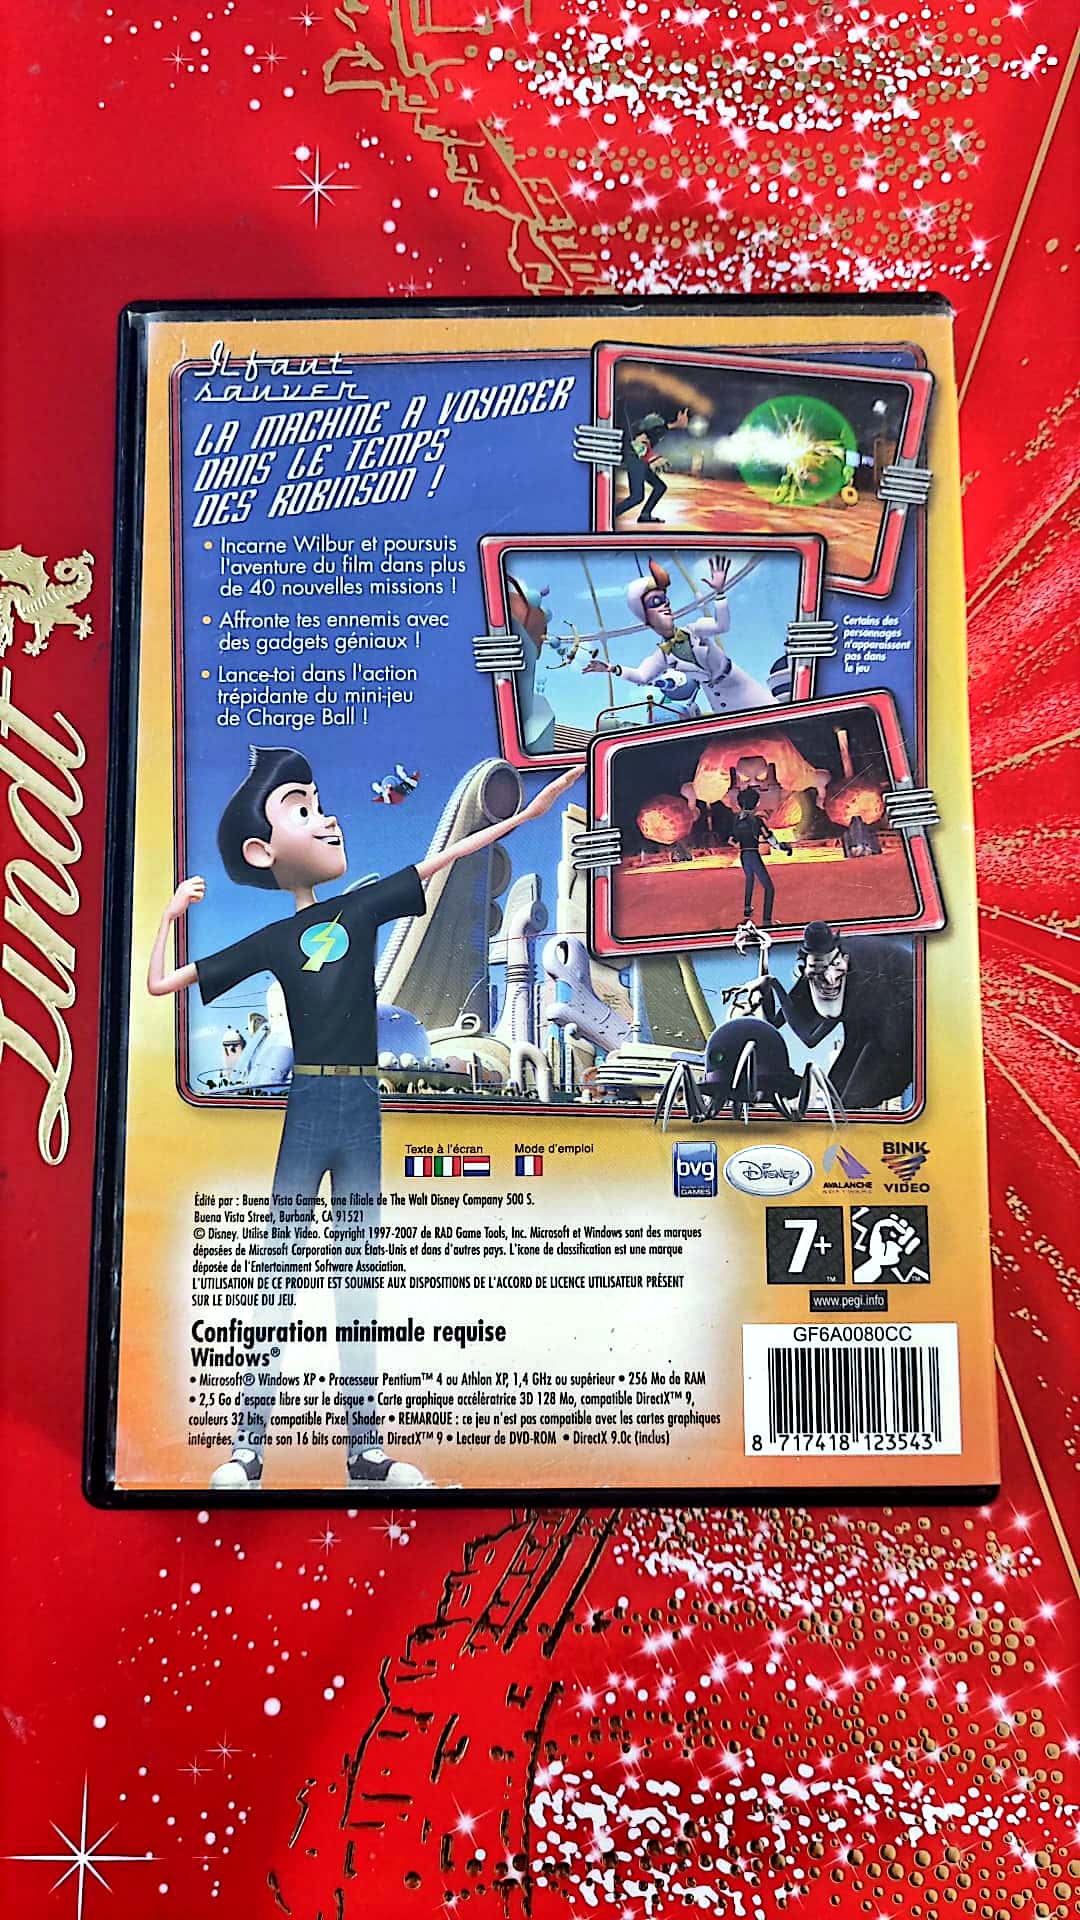 Il faut
sauver
LA MACHINE A VOYAGER
DANS LE TEMPS
DES ROBINSON !
• Incarne Wilbur et poursuis
l'aventure du film dans plus
de 40 nouvelles missions !
• Affronte tes ennemis avec
des gadgets géniaux !
• Lance-toi dans l'action
trépidante du mini-jeu
de Charge Ball !
Certains des
personnages
n'apparaissent
pas dans
le jeu
Lindt
Texte à l'écran
Mode d'emploi
bvg
GAMES
Disney
AVALANCHE
SOFTWARE
BINK
VIDEO
Édité par : Buena Vista Games, une filiale de The Walt Disney Company 500 S.
Buena Vista Street, Burbank, CA 91521
© Disney. Utilise Bink Video. Copyright 1997-2007 de RAD Game Tools, Inc. Microsoft et Windows sont des marques
déposées de Microsoft Corporation aux États-Unis et dans d'autres pays. L'icone de classification est une marque
déposée de l'Entertainment Software Association.
L'UTILISATION DE CE PRODUIT EST SOUMISE AUX DISPOSITIONS DE L'ACCORD DE LICENCE UTILISATEUR PRÉSENT
SUR LE DISQUE DU JEU.
7+
TM
TM
www.pegi.info
Configuration minimale requise
Windows®
• Microsoft® Windows XP • Processeur Pentium™ 4 ou Athlon XP, 1,4 GHz ou supérieur • 256 Mo de RAM
• 2,5 Go d'espace libre sur le disque • Carte graphique accélératrice 3D 128 Mo, compatible DirectX™ 9,
couleurs 32 bits, compatible Pixel Shader • REMARQUE : ce jeu n'est pas compatible avec les cartes graphiques
intégrées. • Carte son 16 bits compatible DirectX™ 9 • Lecteur de DVD-ROM • DirectX 9.0c (inclus)
GF6A0080CC
8 717418 123543